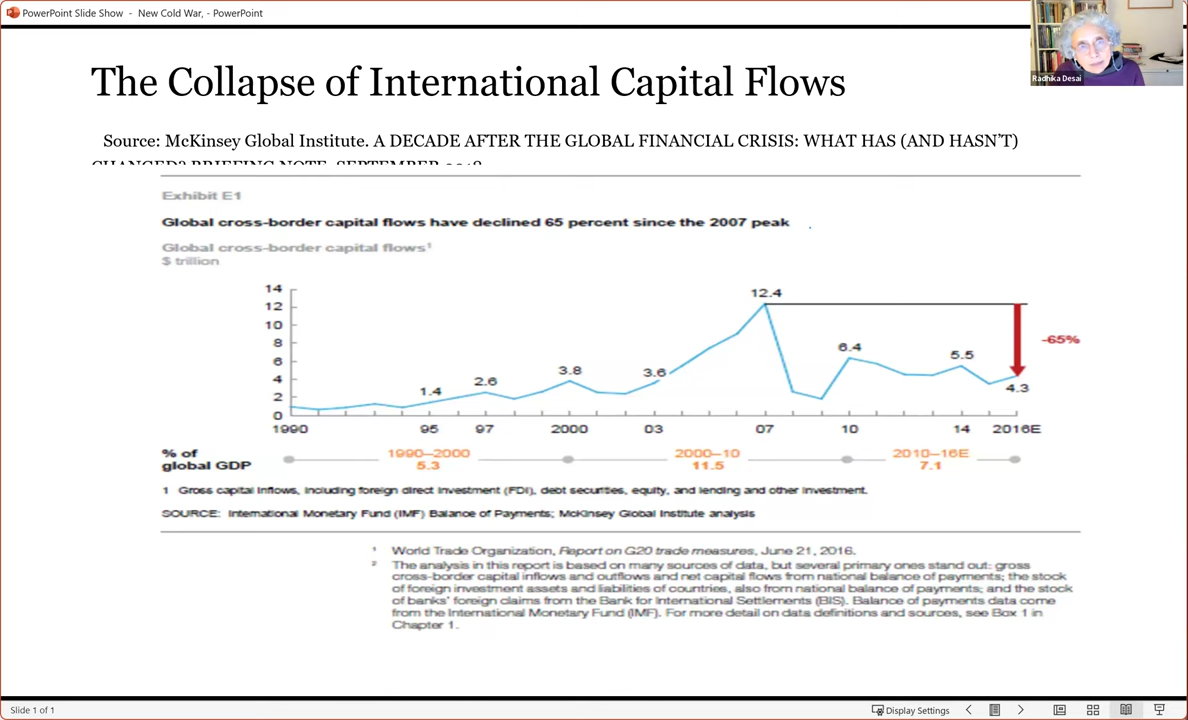 PowerPoint Slide Show - New Cold War, - PowerPoint
Radhika Desai
The Collapse of International Capital Flows
Source: McKinsey Global Institute. A DECADE AFTER THE GLOBAL FINANCIAL CRISIS: WHAT HAS (AND HASN'T)
CHANGED? BRIEFING NOTE, SEPTEMBER
Exhibit E1
Global cross-border capital flows have declined 65 percent since the 2007 peak
Global cross-border capital flows¹
$ trillion
14
12
10
8
6
4
2
0
1.4
2.6
3.8
3.6
12.4
6.4
5.5
4.3
-65%
1990 95 97 2000 03 07 10 14 2016E
% of
global GDP
1990–2000
5.3
2000–10
11.5
2010–16E
7.1
1 Gross capital inflows, including foreign direct investment (FDI), debt securities, equity, and lending and other investment.
SOURCE: International Monetary Fund (IMF) Balance of Payments; McKinsey Global Institute analysis
¹ World Trade Organization, Report on G20 trade measures, June 21, 2016.
² The analysis in this report is based on many sources of data, but several primary ones stand out: gross
cross-border capital inflows and outflows and net capital flows from national balance of payments; the stock
of foreign investment assets and liabilities of countries, also from national balance of payments; and the stock
of banks' foreign claims from the Bank for International Settlements (BIS). Balance of payments data come
from the International Monetary Fund (IMF). For more detail on data definitions and sources, see Box 1 in
Chapter 1.
Slide 1 of 1
Display Settings